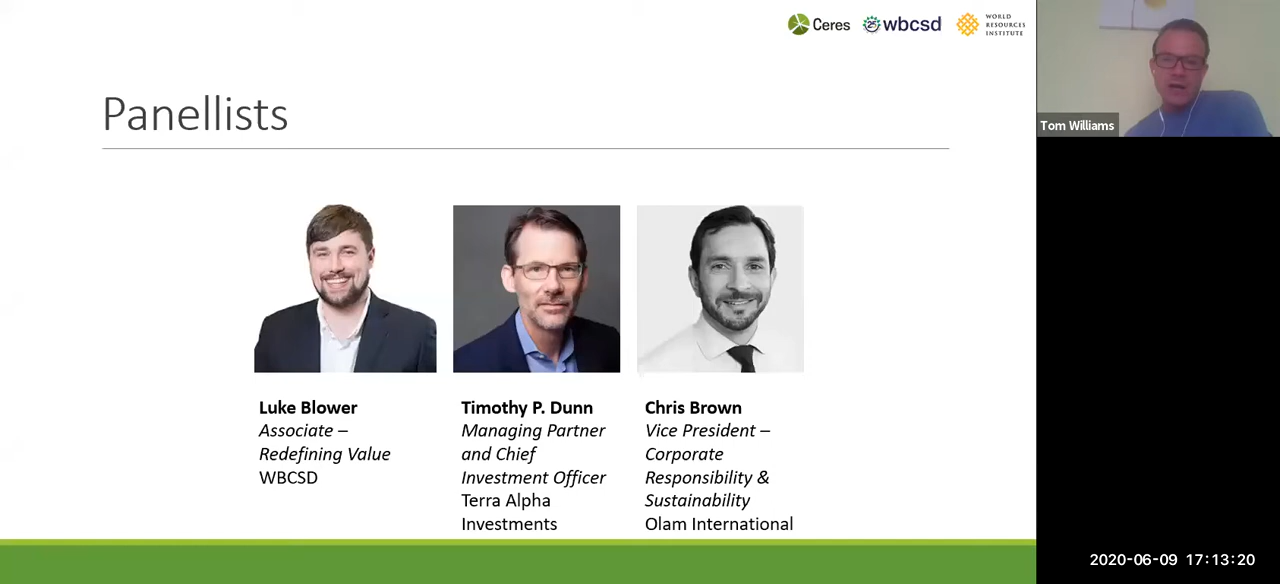 Ceres
25
wbcsd
WORLD
RESOURCES
INSTITUTE
Tom Williams
Panellists
Luke Blower
Associate –
Redefining Value
WBCSD
Timothy P. Dunn
Managing Partner
and Chief
Investment Officer
Terra Alpha
Investments
Chris Brown
Vice President –
Corporate
Responsibility &
Sustainability
Olam International
2020-06-09 17:13:20